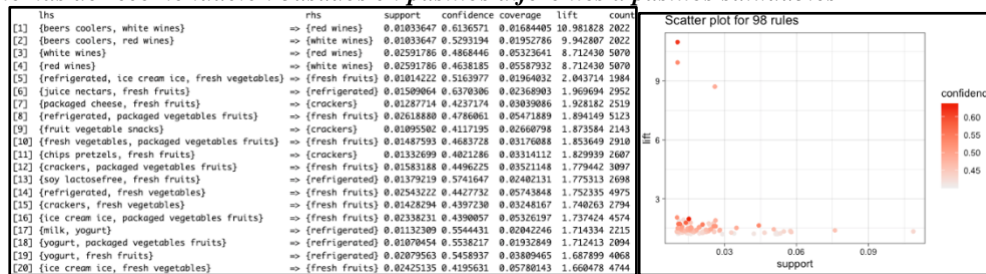 lhs rhs support confidence coverage lift count
[1] {beers coolers, white wines} => {red wines} 0.01033647 0.6136571 0.01684405 10.981828 2022
[2] {beers coolers, red wines} => {white wines} 0.01033647 0.5293194 0.01952786 9.942807 2022
[3] {white wines} => {red wines} 0.02591786 0.4868446 0.05323641 8.712430 5070
[4] {red wines} => {white wines} 0.02591786 0.4638185 0.05587932 8.712430 5070
[5] {refrigerated, ice cream ice, fresh vegetables} => {fresh fruits} 0.01014222 0.5163977 0.01964032 2.043714 1984
[6] {juice nectars, fresh fruits} => {refrigerated} 0.01509064 0.6370306 0.02368903 1.969694 2952
[7] {packaged cheese, fresh fruits} => {crackers} 0.01287714 0.4237174 0.03039086 1.928182 2519
[8] {refrigerated, packaged vegetables fruits} => {fresh fruits} 0.02618880 0.4786061 0.05471889 1.894149 5123
[9] {fruit vegetable snacks} => {crackers} 0.01095502 0.4117195 0.02660798 1.873584 2143
[10] {fresh vegetables, packaged vegetables fruits} => {fresh fruits} 0.01487593 0.4683728 0.03176088 1.853649 2910
[11] {chips pretzels, fresh fruits} => {crackers} 0.01332699 0.4021286 0.03314112 1.829939 2607
[12] {crackers, packaged vegetables fruits} => {fresh fruits} 0.01583188 0.4496225 0.03521148 1.779442 3097
[13] {soy lactosefree, fresh fruits} => {refrigerated} 0.01379219 0.5741647 0.02402131 1.775313 2698
[14] {refrigerated, fresh vegetables} => {fresh fruits} 0.02543222 0.4427732 0.05743848 1.752335 4975
[15] {crackers, fresh vegetables} => {fresh fruits} 0.01428294 0.4397230 0.03248167 1.740263 2794
[16] {ice cream ice, packaged vegetables fruits} => {fresh fruits} 0.02338231 0.4390057 0.05326197 1.737424 4574
[17] {milk, yogurt} => {refrigerated} 0.01132309 0.5544431 0.02042246 1.714334 2215
[18] {yogurt, packaged vegetables fruits} => {refrigerated} 0.01070454 0.5538217 0.01932849 1.712413 2094
[19] {yogurt, fresh fruits} => {refrigerated} 0.02079563 0.5458937 0.03809465 1.687899 4068
[20] {ice cream ice, fresh vegetables} => {fresh fruits} 0.02425135 0.4195631 0.05780143 1.660478 4744
Scatter plot for 98 rules
9
6
3
lift
0.03 0.06 0.09
support
confidence
0.60
0.55
0.50
0.45